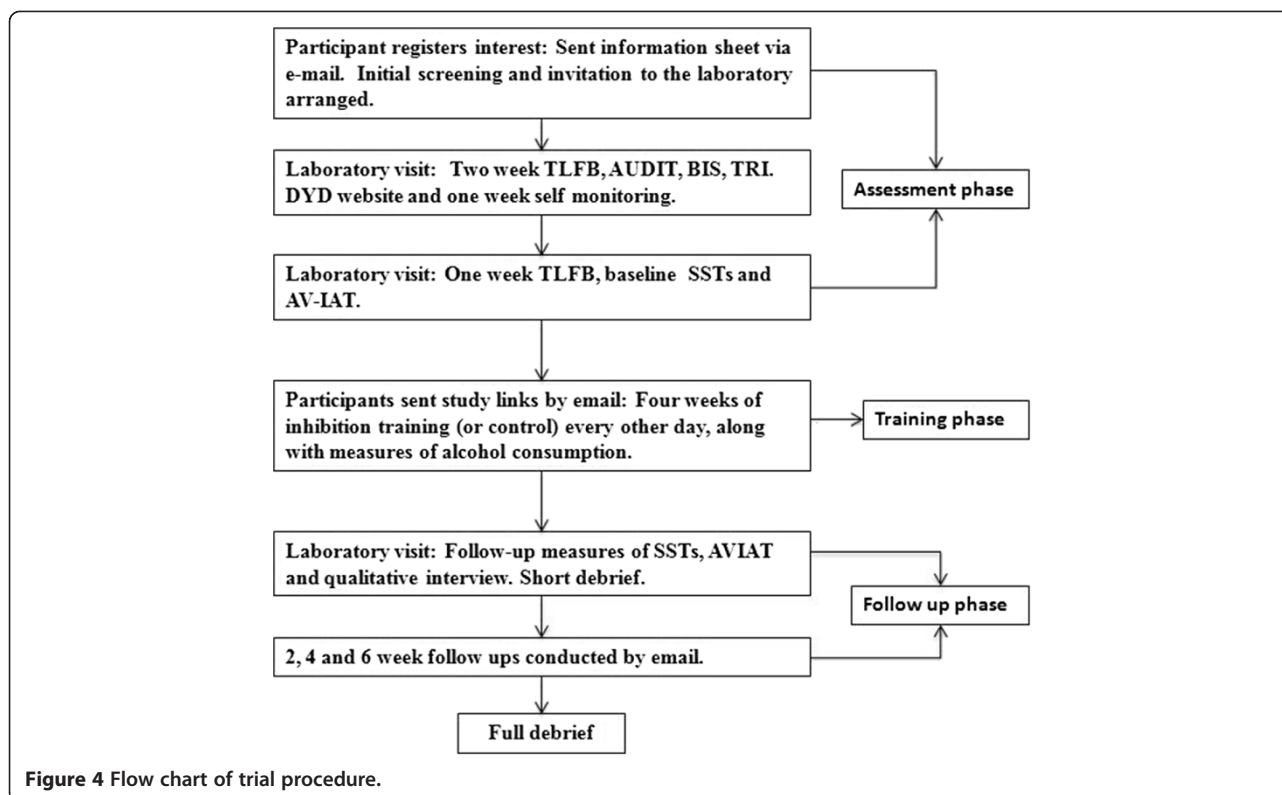 Participant registers interest: Sent information sheet via
e-mail. Initial screening and invitation to the laboratory
arranged.
Laboratory visit: Two week TLFB, AUDIT, BIS, TRI.
DYD website and one week self monitoring.
Assessment phase
Laboratory visit: One week TLFB, baseline SSTs and
AV-IAT.
Participants sent study links by email: Four weeks of
inhibition training (or control) every other day, along
with measures of alcohol consumption.
Training phase
Laboratory visit: Follow-up measures of SSTs, AVIAT
and qualitative interview. Short debrief.
Follow up phase
2, 4 and 6 week follow ups conducted by email.
Full debrief
Figure 4 Flow chart of trial procedure.